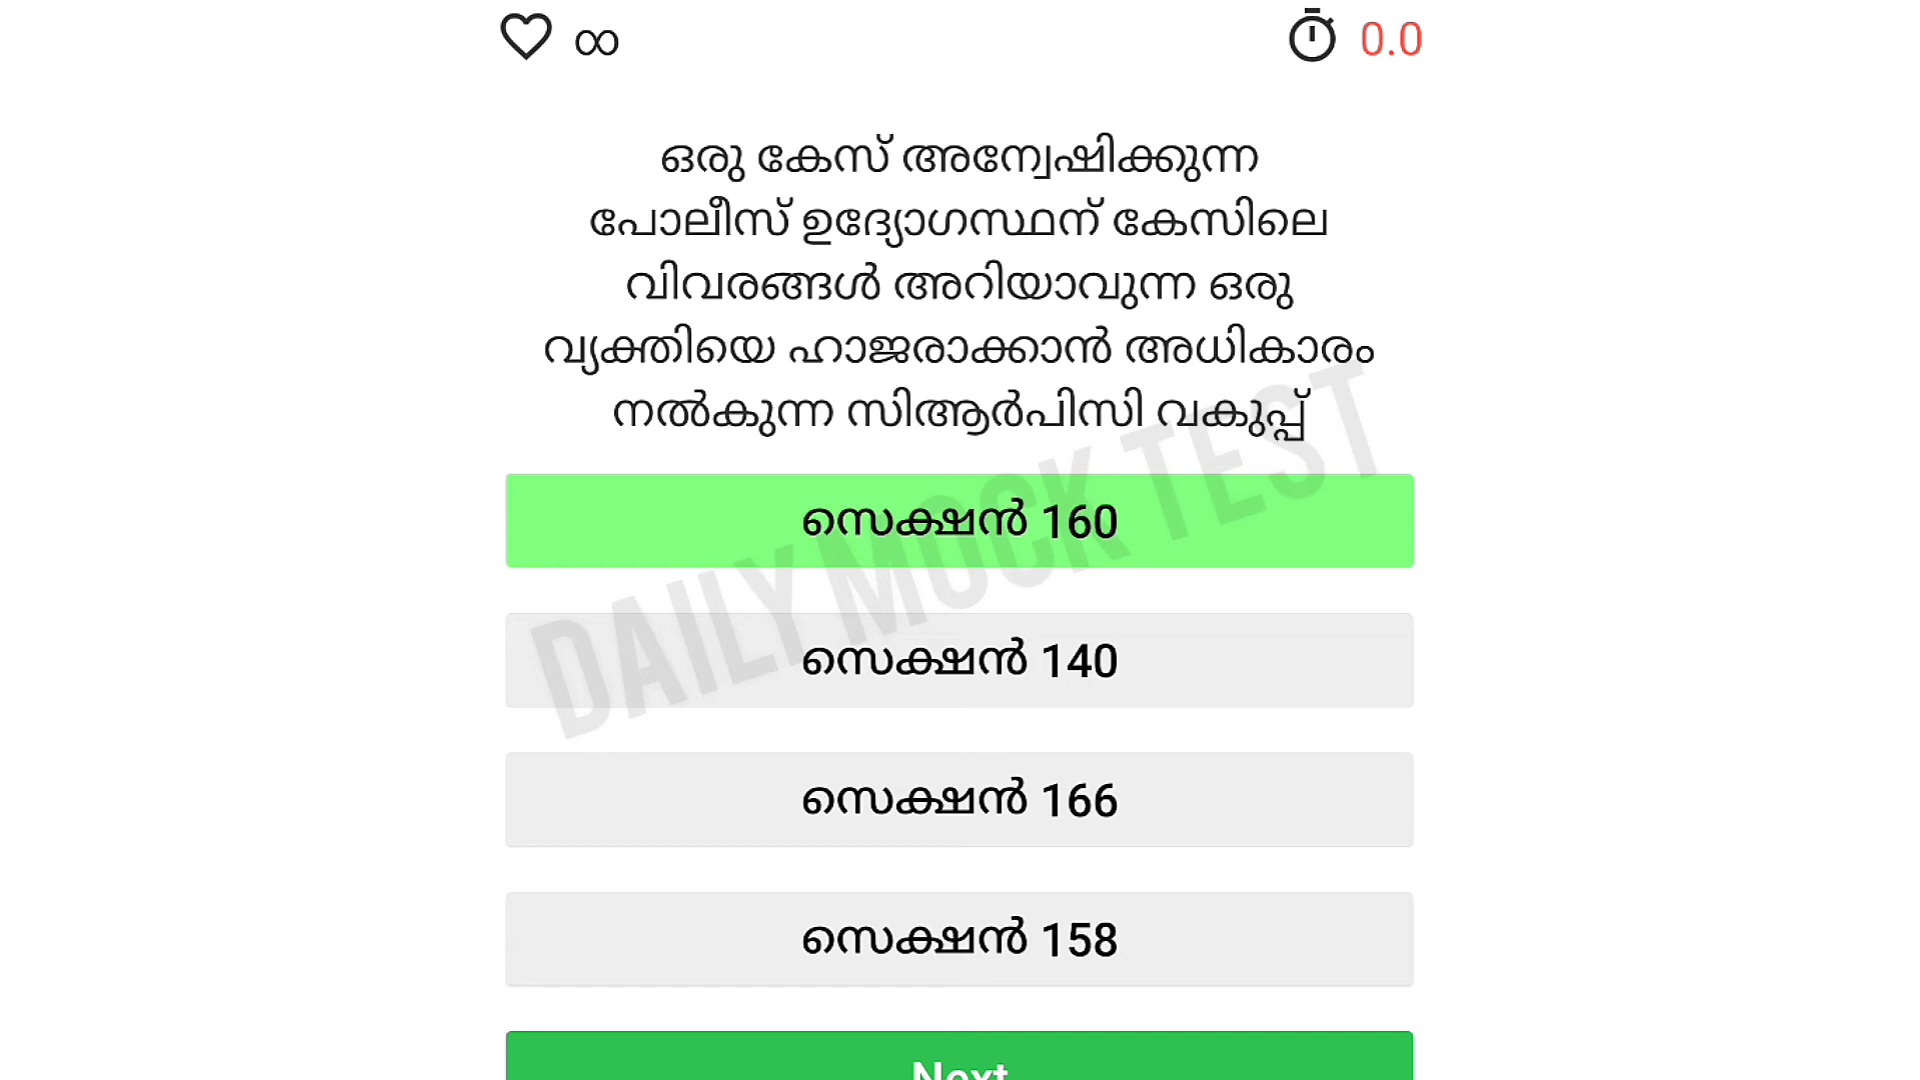 ∞
0.0
ഒരു കേസ് അന്വേഷിക്കുന്ന
പോലീസ് ഉദ്യോഗസ്ഥന് കേസിലെ
വിവരങ്ങൾ അറിയാവുന്ന ഒരു
വ്യക്തിയെ ഹാജരാക്കാൻ അധികാരം
നൽകുന്ന സിആർപിസി വകുപ്പ്
സെക്ഷൻ 160
സെക്ഷൻ 140
സെക്ഷൻ 166
സെക്ഷൻ 158
Next
DAILY MOCK TEST